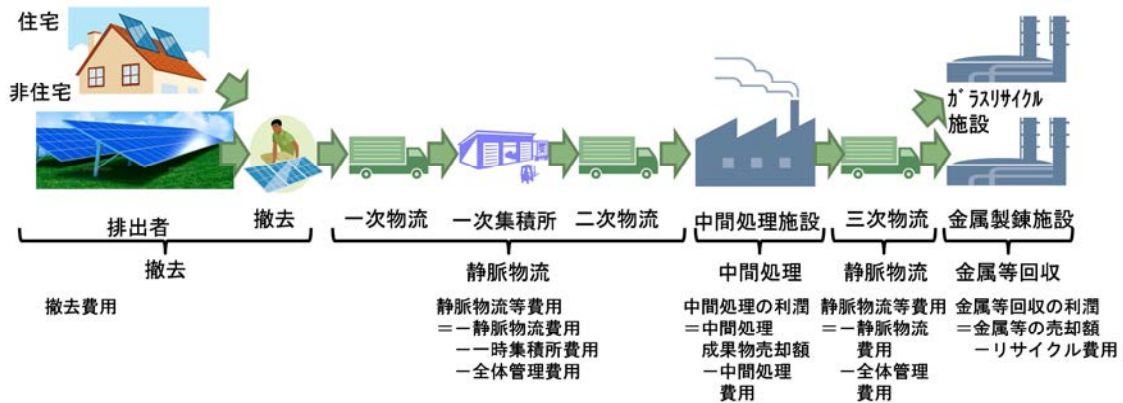 住宅
非住宅
ガラスリサイクル
施設
排出者
撤去
一次物流
一次集積所
二次物流
中間処理施設
三次物流
金属製錬施設
撤去
静脈物流
中間処理
静脈物流
金属等回収
撤去費用
静脈物流等費用
=－静脈物流費用
－一時集積所費用
－全体管理費用
中間処理の利潤
=中間処理
成果物売却額
－中間処理
費用
静脈物流等費用
=－静脈物流
費用
－全体管理
費用
金属等回収の利潤
=金属等の売却額
－リサイクル費用